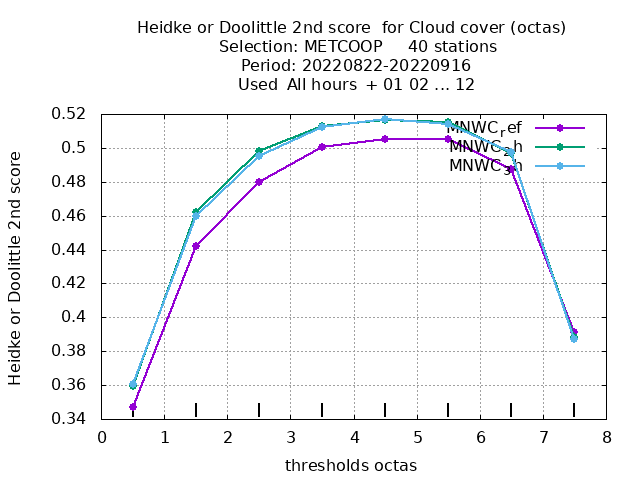 Heidke or Doolittle 2nd score  for Cloud cover (octas)
Selection: METCOOP     40 stations
Period: 20220822-20220916
Used  All hours  + 01 02 ... 12
0.52
0.5
0.48
0.46
0.44
0.42
0.4
0.38
0.36
0.34
Heidke or Doolittle 2nd score
MNWC_ref
MNWC_2h
MNWC_3h
0 1 2 3 4 5 6 7 8
thresholds octas